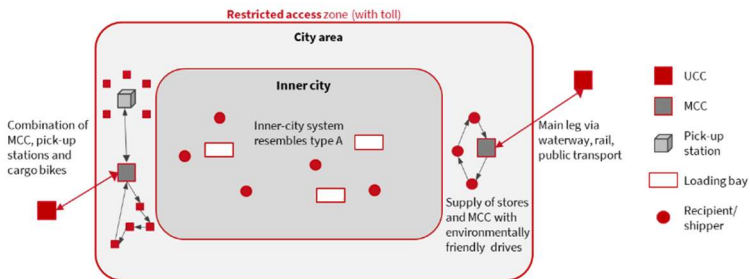 Restricted access zone (with toll)
City area
Inner city
Inner-city system
resembles type A
Combination of
MCC, pick-up
stations and
cargo bikes
Main leg via
waterway, rail,
public transport
Supply of stores
and MCC with
environmentally
friendly drives
UCC
MCC
Pick-up
station
Loading bay
Recipient/
shipper